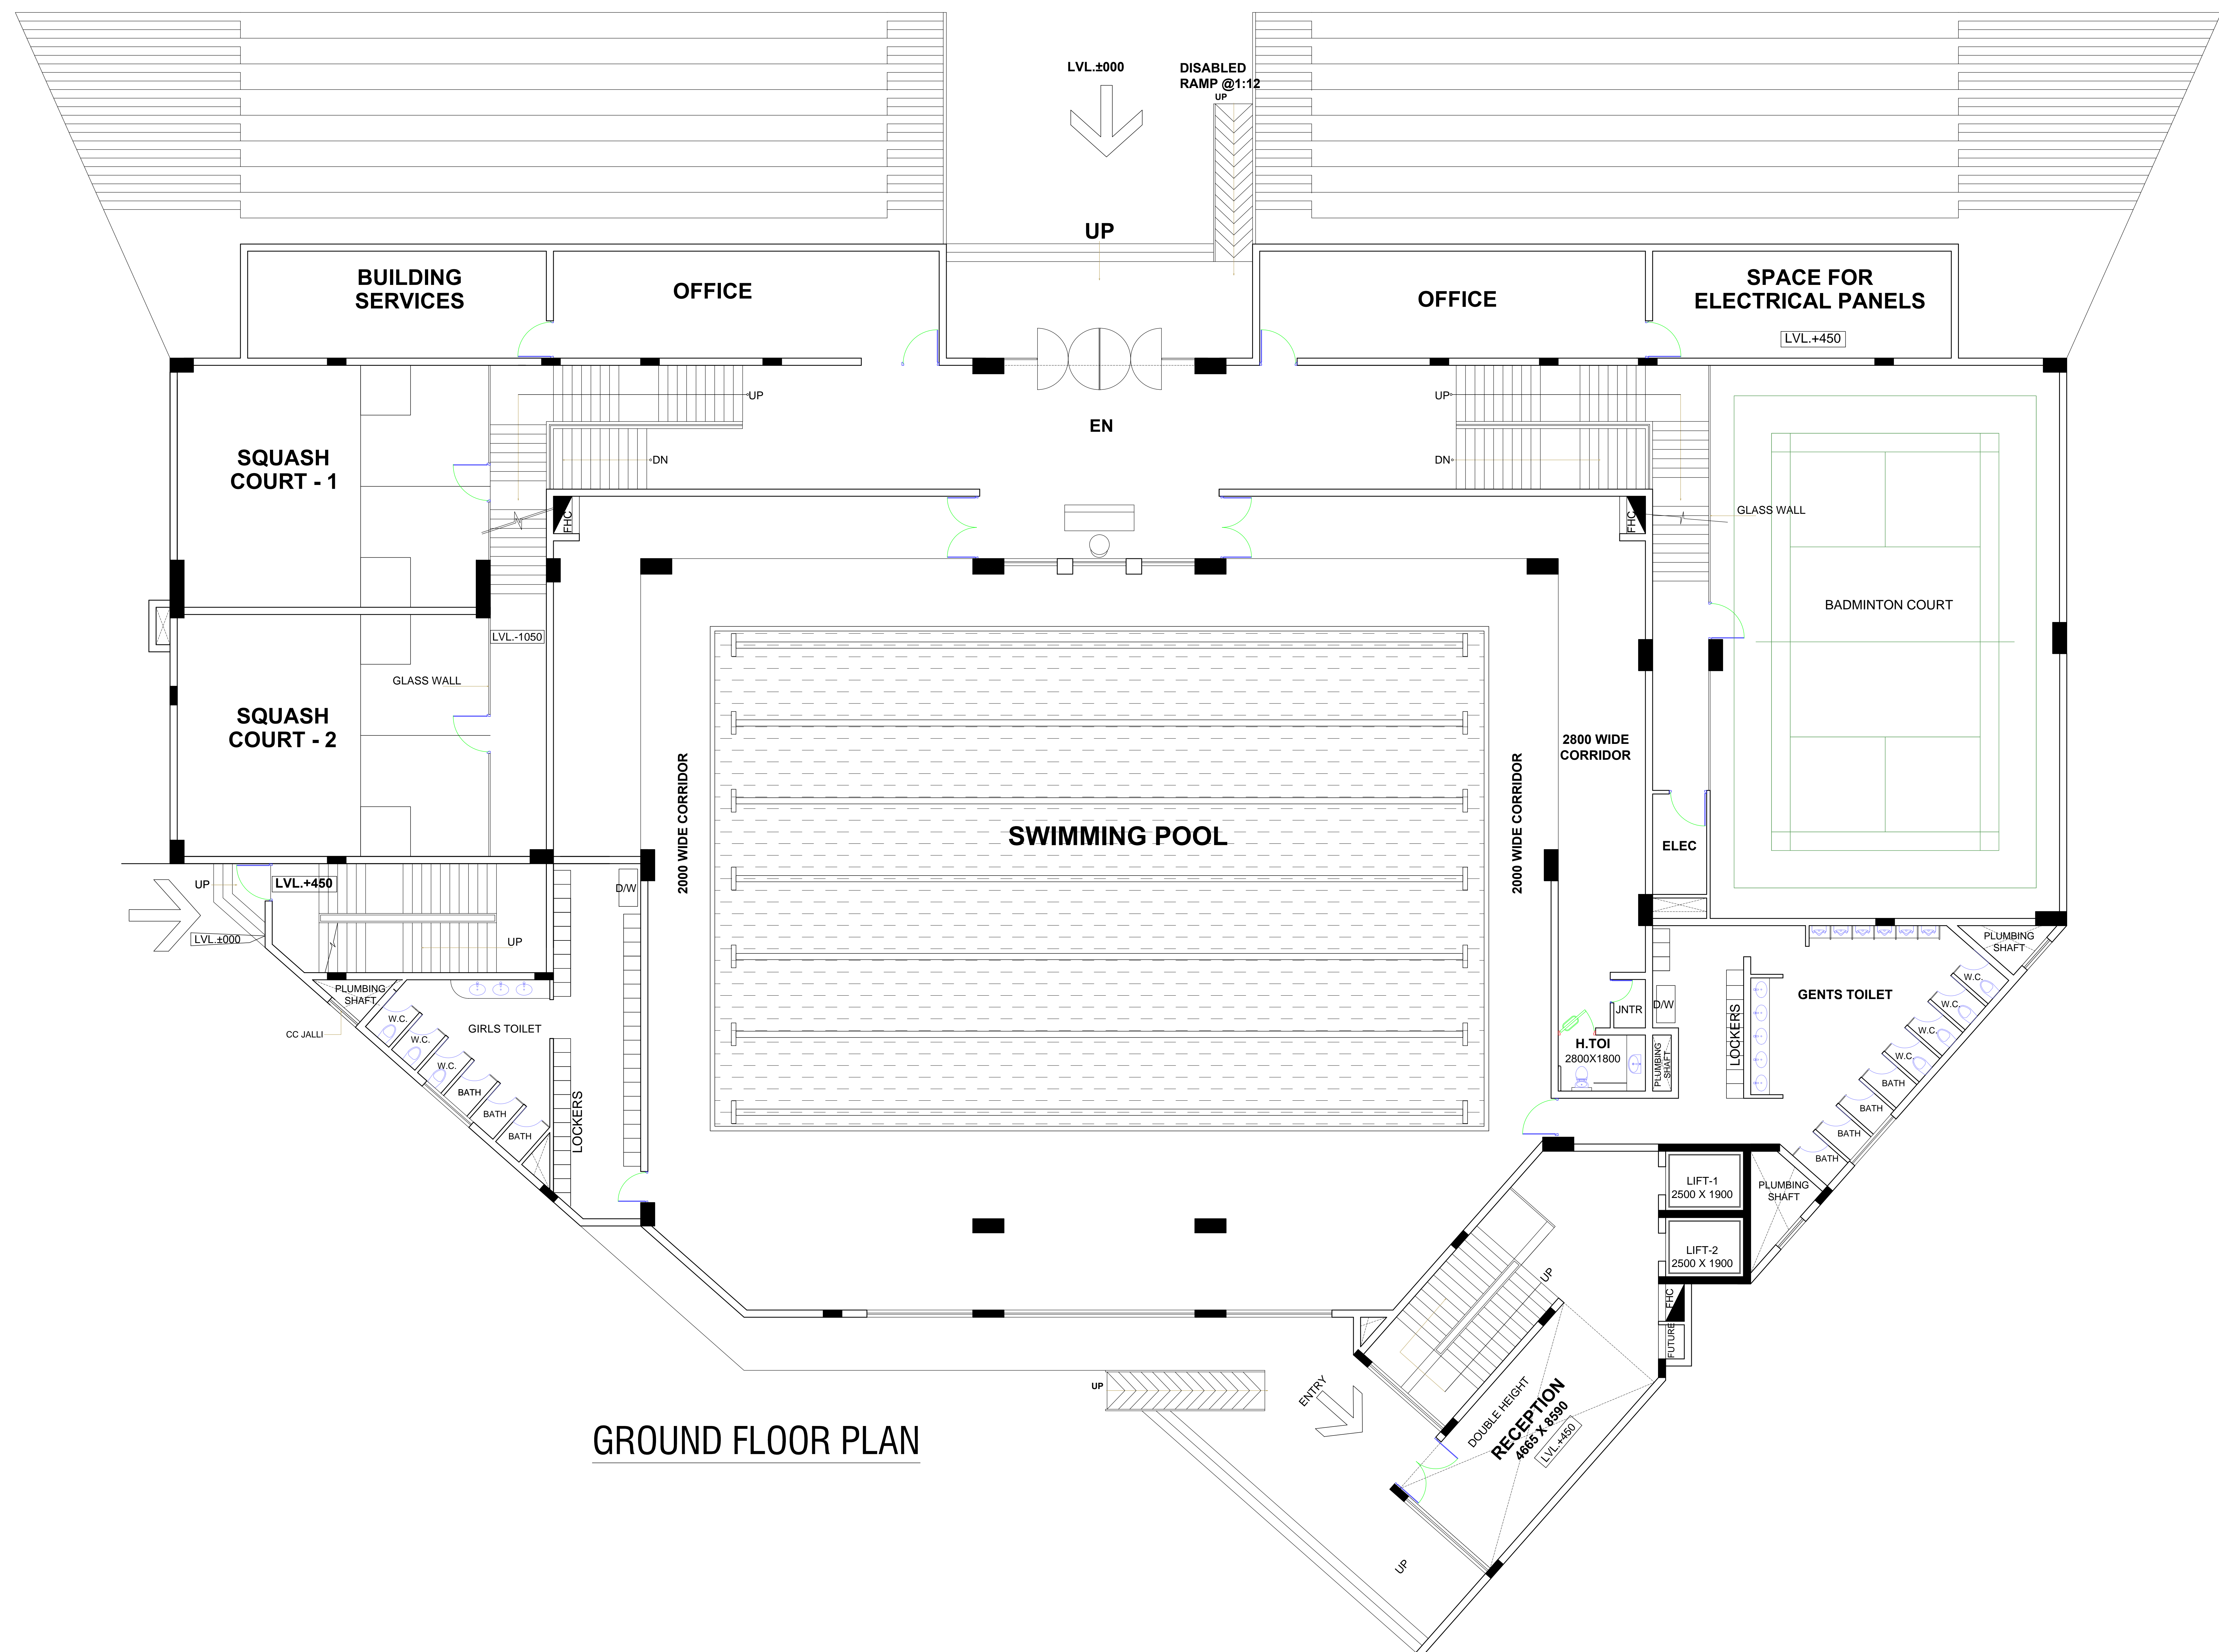 LVL.±000
DISABLED
RAMP @1:12
UP
UP
BUILDING
SERVICES
OFFICE
OFFICE
SPACE FOR
ELECTRICAL PANELS
LVL.+450
UP
UP
EN
SQUASH
COURT - 1
DN
DN
FHC
FHC
GLASS WALL
BADMINTON COURT
LVL.-1050
GLASS WALL
SQUASH
COURT - 2
2000 WIDE CORRIDOR
2000 WIDE CORRIDOR
2800 WIDE
CORRIDOR
SWIMMING POOL
ELEC
UP
LVL.+450
D/W
LVL.±000
UP
PLUMBING
SHAFT
PLUMBING
SHAFT
W.C.
W.C.
W.C.
GIRLS TOILET
CC JALLI
BATH
BATH
BATH
LOCKERS
JNTR
D/W
H.TOI
2800X1800
PLUMBING
SHAFT
LOCKERS
GENTS TOILET
W.C.
W.C.
W.C.
W.C.
BATH
BATH
BATH
BATH
LIFT-1
2500 X 1900
PLUMBING
SHAFT
LIFT-2
2500 X 1900
UP
FHC
FUTURE
UP
ENTRY
DOUBLE HEIGHT
RECEPTION
4665 X 8590
LVL.+450
UP
GROUND FLOOR PLAN